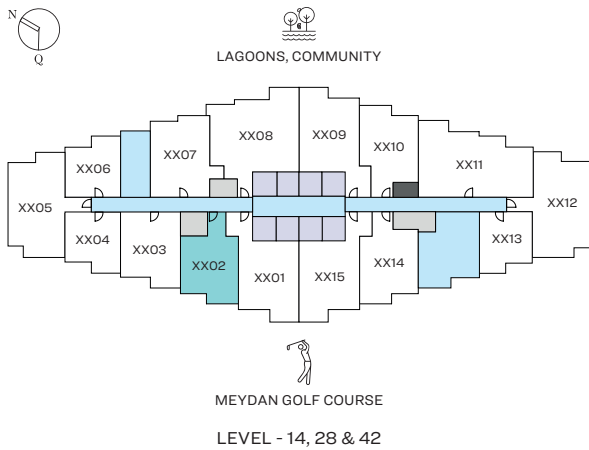 N
Q
LAGOONS, COMMUNITY
XX08
XX09
XX07
XX10
XX06
XX11
XX05
XX12
XX04
XX03
XX13
XX02
XX01
XX15
XX14
MEYDAN GOLF COURSE
LEVEL - 14, 28 & 42